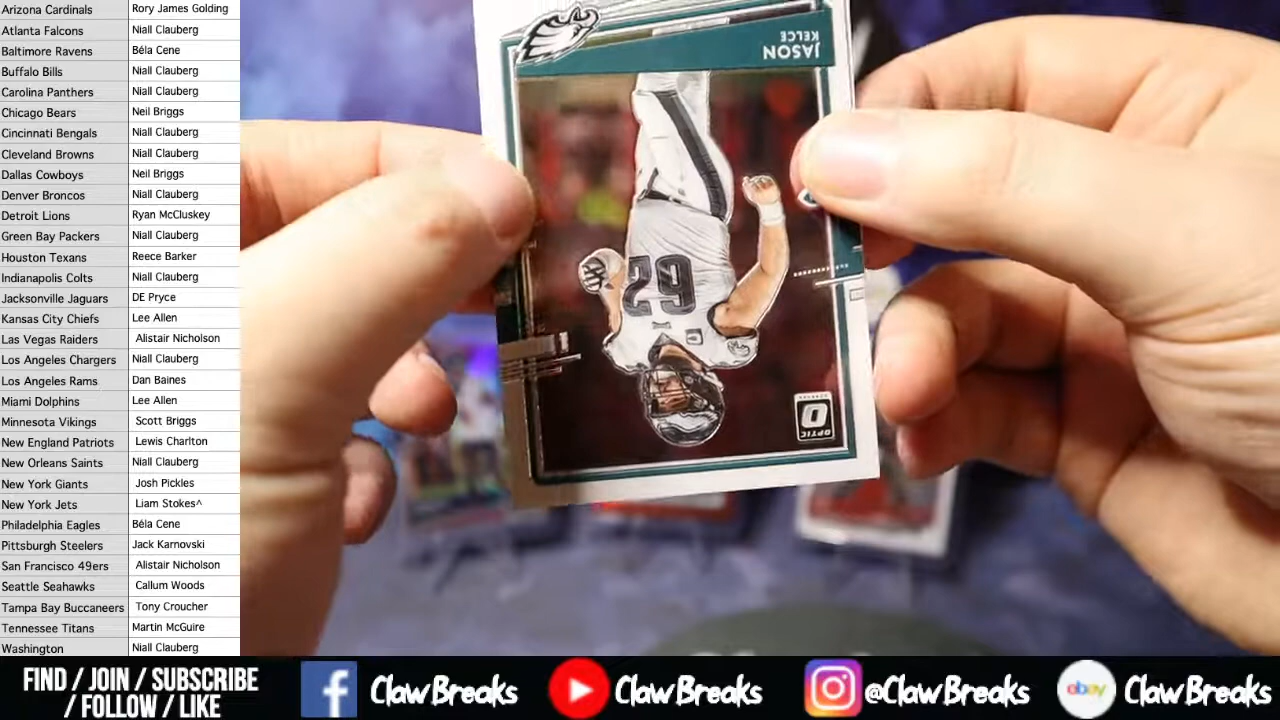 Arizona Cardinals Rory James Golding
Atlanta Falcons Niall Clauberg
Baltimore Ravens Béla Cene
Buffalo Bills Niall Clauberg
Carolina Panthers Niall Clauberg
Chicago Bears Neil Briggs
Cincinnati Bengals Niall Clauberg
Cleveland Browns Niall Clauberg
Dallas Cowboys Neil Briggs
Denver Broncos Niall Clauberg
Detroit Lions Ryan McCluskey
Green Bay Packers Niall Clauberg
Houston Texans Reece Barker
Indianapolis Colts Niall Clauberg
Jacksonville Jaguars DE Pryce
Kansas City Chiefs Lee Allen
Las Vegas Raiders Alistair Nicholson
Los Angeles Chargers Niall Clauberg
Los Angeles Rams Dan Baines
Miami Dolphins Lee Allen
Minnesota Vikings Scott Briggs
New England Patriots Lewis Charlton
New Orleans Saints Niall Clauberg
New York Giants Josh Pickles
New York Jets Liam Stokes^
Philadelphia Eagles Béla Cene
Pittsburgh Steelers Jack Karnovski
San Francisco 49ers Alistair Nicholson
Seattle Seahawks Callum Woods
Tampa Bay Buccaneers Tony Croucher
Tennessee Titans Martin McGuire
Washington Niall Clauberg
JASON
KELCE
62
OPTIC
FIND / JOIN / SUBSCRIBE
/ FOLLOW / LIKE
ClawBreaks
ClawBreaks
@ClawBreaks
ebay
ClawBreaks